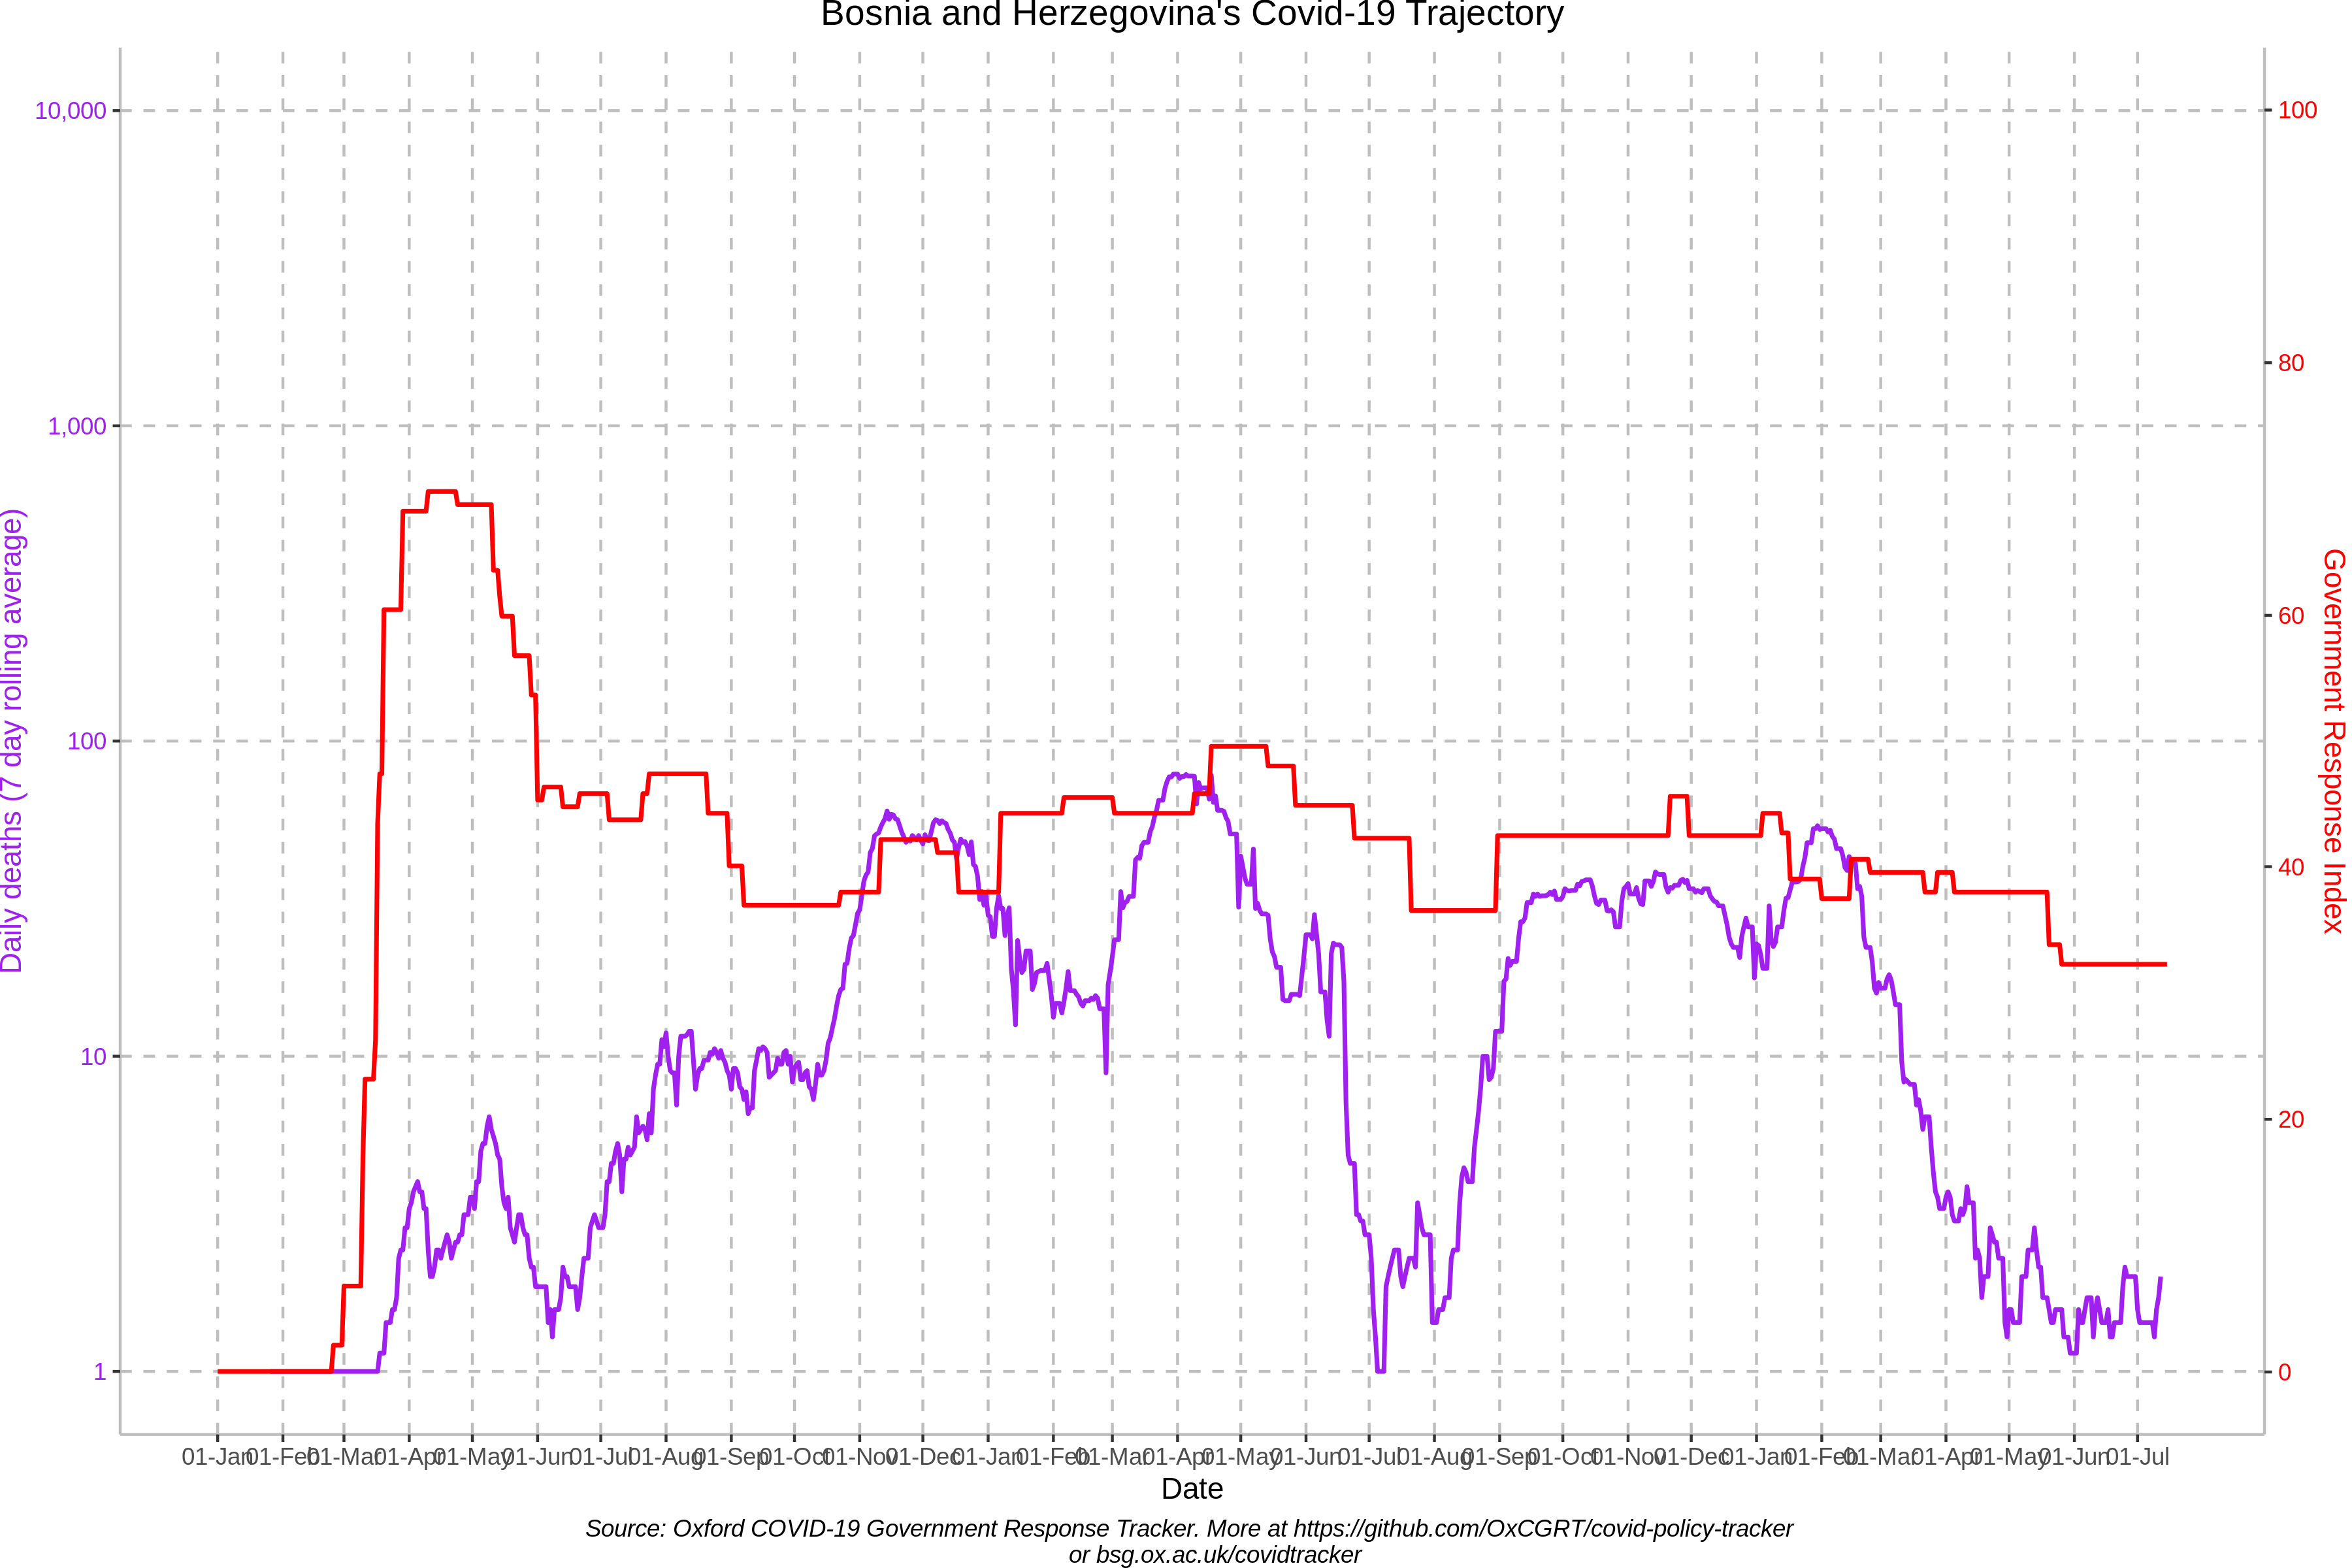 Bosnia and Herzegovina's Covid-19 Trajectory
Daily deaths (7 day rolling average)
10,000
1,000
100
10
1
Government Response Index
100
80
60
40
20
0
01-Jan 01-Feb 01-Mar 01-Apr 01-May 01-Jun 01-Jul 01-Aug 01-Sep 01-Oct 01-Nov 01-Dec 01-Jan 01-Feb 01-Mar 01-Apr 01-May 01-Jun 01-Jul 01-Aug 01-Sep 01-Oct 01-Nov 01-Dec 01-Jan 01-Feb 01-Mar 01-Apr 01-May 01-Jun 01-Jul
Date
Source: Oxford COVID-19 Government Response Tracker. More at https://github.com/OxCGRT/covid-policy-tracker
or bsg.ox.ac.uk/covidtracker